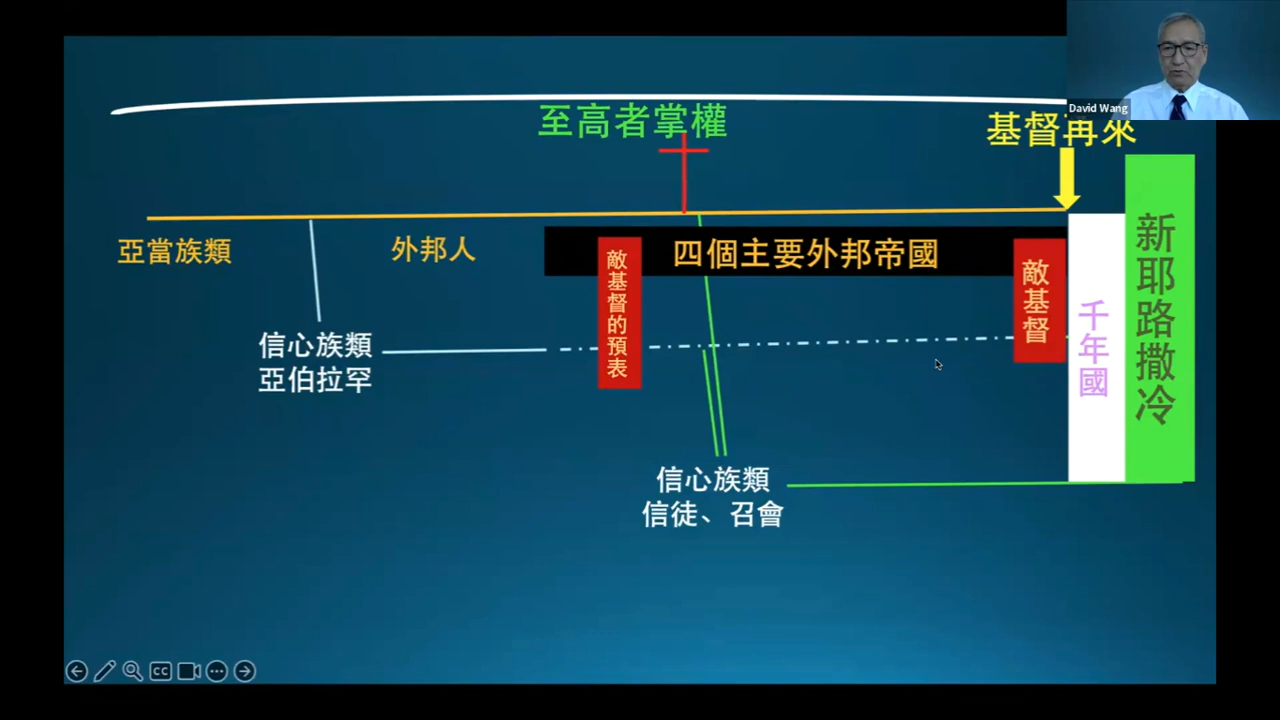 David Wang
至高者掌權
基督再來
亞當族類
外邦人
四個主要外邦帝國
敵基督的預表
敵基督
千年國
新耶路撒冷
信心族類
亞伯拉罕
信心族類
信徒、召會
CC